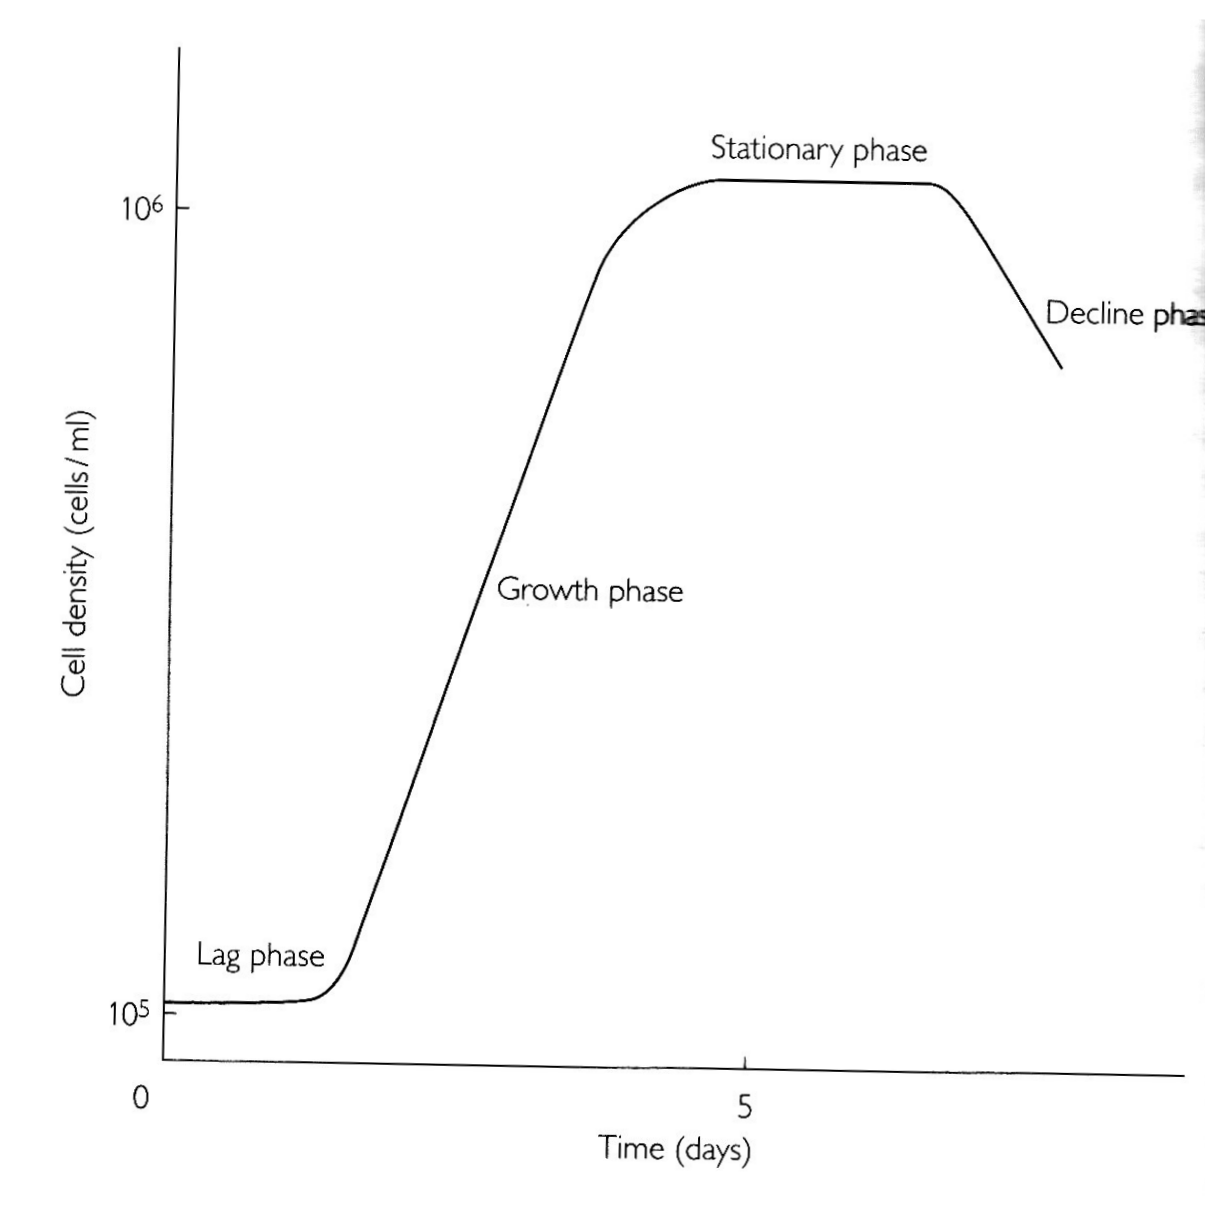 Stationary phase
10⁶
Decline phas
Cell density (cells/ml)
Growth phase
Lag phase
10⁵
0
5
Time (days)